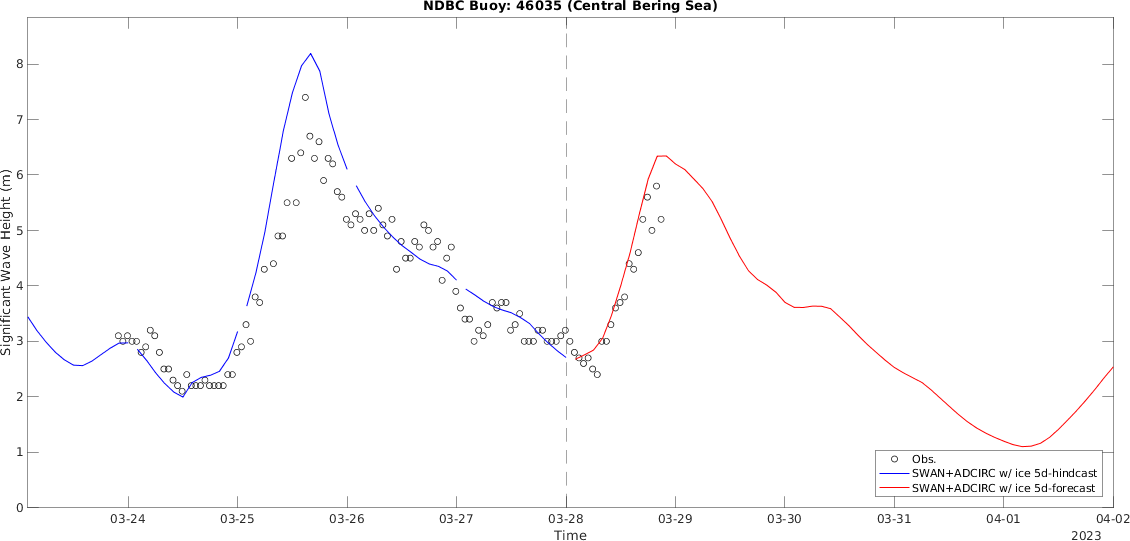 NDBC Buoy: 46035 (Central Bering Sea)
Significant Wave Height (m)
8
7
6
5
4
3
2
1
0
Obs.
SWAN+ADCIRC w/ ice 5d-hindcast
SWAN+ADCIRC w/ ice 5d-forecast
03-24 03-25 03-26 03-27 03-28 03-29 03-30 03-31 04-01 04-02
Time
2023